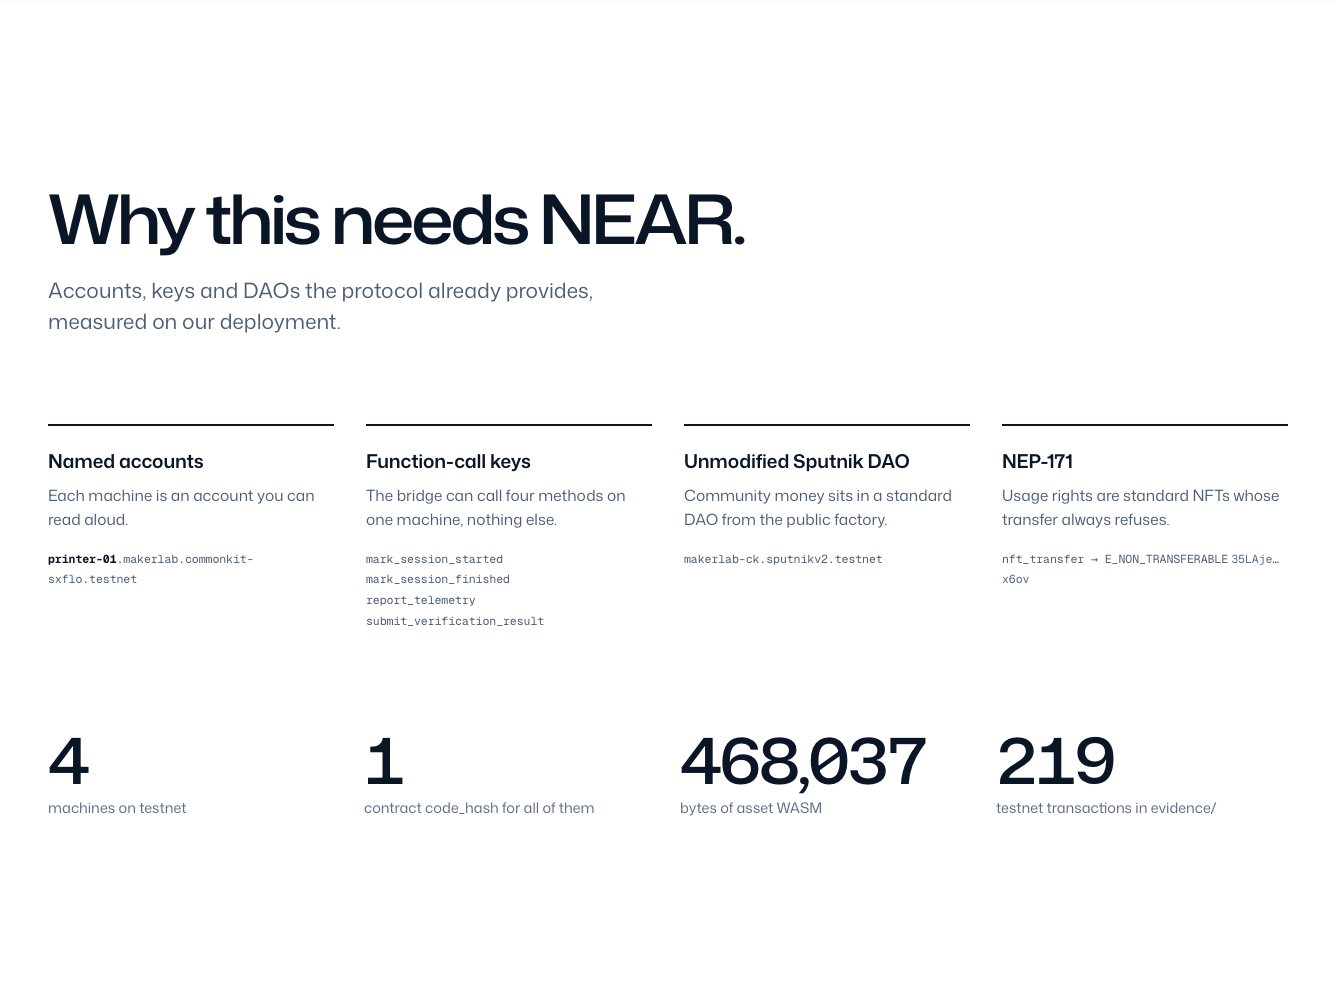 Why this needs NEAR.
Accounts, keys and DAOs the protocol already provides,
measured on our deployment.
Named accounts
Each machine is an account you can
read aloud.
printer-01.makerlab.commonkit-
sxflo.testnet
Function-call keys
The bridge can call four methods on
one machine, nothing else.
mark_session_started
mark_session_finished
report_telemetry
submit_verification_result
Unmodified Sputnik DAO
Community money sits in a standard
DAO from the public factory.
makerlab-ck.sputnikv2.testnet
NEP-171
Usage rights are standard NFTs whose
transfer always refuses.
nft_transfer → E_NON_TRANSFERABLE 35LAje…
x6ov
4
machines on testnet
1
contract code_hash for all of them
468,037
bytes of asset WASM
219
testnet transactions in evidence/